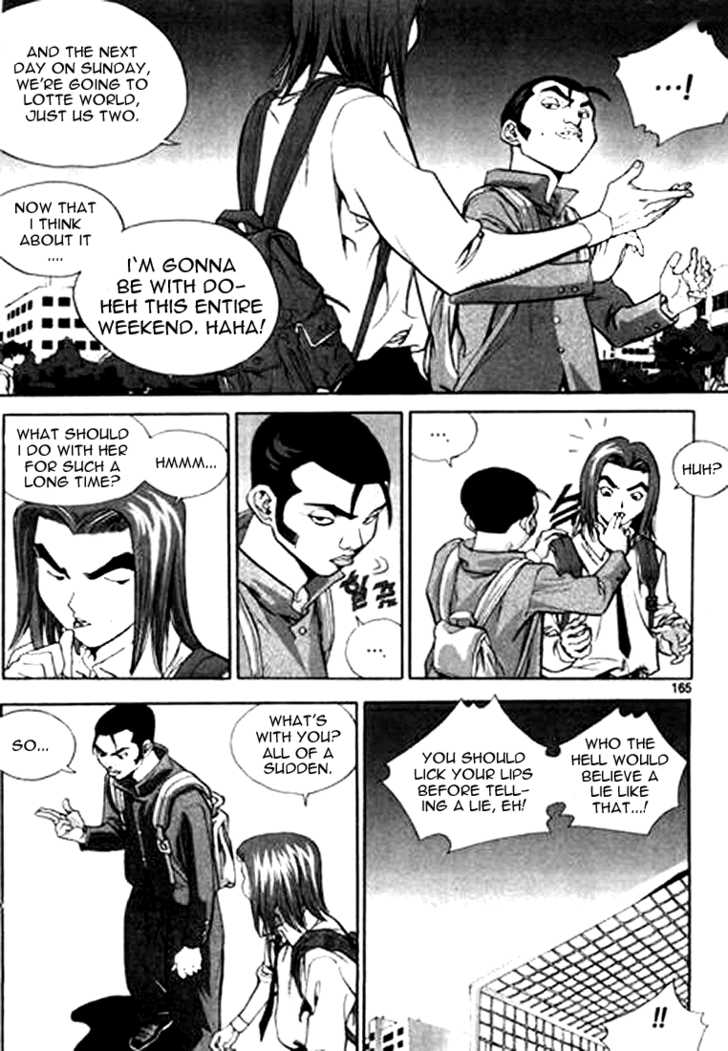 AND THE NEXT
DAY ON SUNDAY,
WE'RE GOING TO
LOTTE WORLD,
JUST US TWO.
...!
NOW THAT
I THINK
ABOUT IT
....
I'M GONNA
BE WITH DO-
HEH THIS ENTIRE
WEEKEND. HAHA!
WHAT SHOULD
I DO WITH HER
FOR SUCH A
LONG TIME?
HMMM...
....
...
HUH?
165
SO...
WHAT'S
WITH YOU?
ALL OF A
SUDDEN.
YOU SHOULD
LICK YOUR LIPS
BEFORE TELL-
ING A LIE, EH!
WHO THE
HELL WOULD
BELIEVE A
LIE LIKE
THAT...!
!!